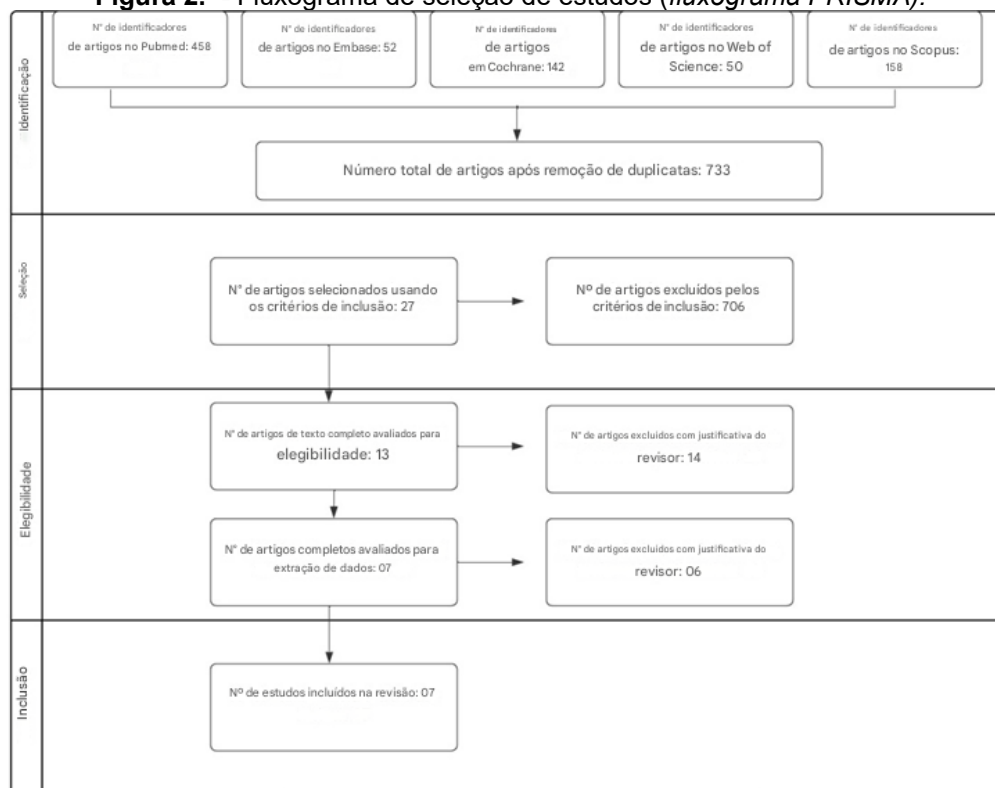 Figura 2. Fluxograma de seleção de estudos (fluxograma PRISMA).
Identificação
N° de identificadores
de artigos no Pubmed: 458
N° de identificadores
de artigos no Embase: 52
N° de identificadores
de artigos
em Cochrane: 142
N° de identificadores
de artigos no Web of
Science: 50
N° de identificadores
de artigos no Scopus:
158
Número total de artigos após remoção de duplicatas: 733
Seleção
N° de artigos selecionados usando
os critérios de inclusão: 27
Nº de artigos excluídos pelos
critérios de inclusão: 706
Elegibilidade
N° de artigos de texto completo avaliados para
elegibilidade: 13
N° de artigos excluidos com justificativa do
revisor: 14
N° de artigos completos avaliados para
extração de dados: 07
N° de artigos excluidos com justificativa do
revisor: 06
Inclusão
Nº de estudos incluídos na revisão: 07